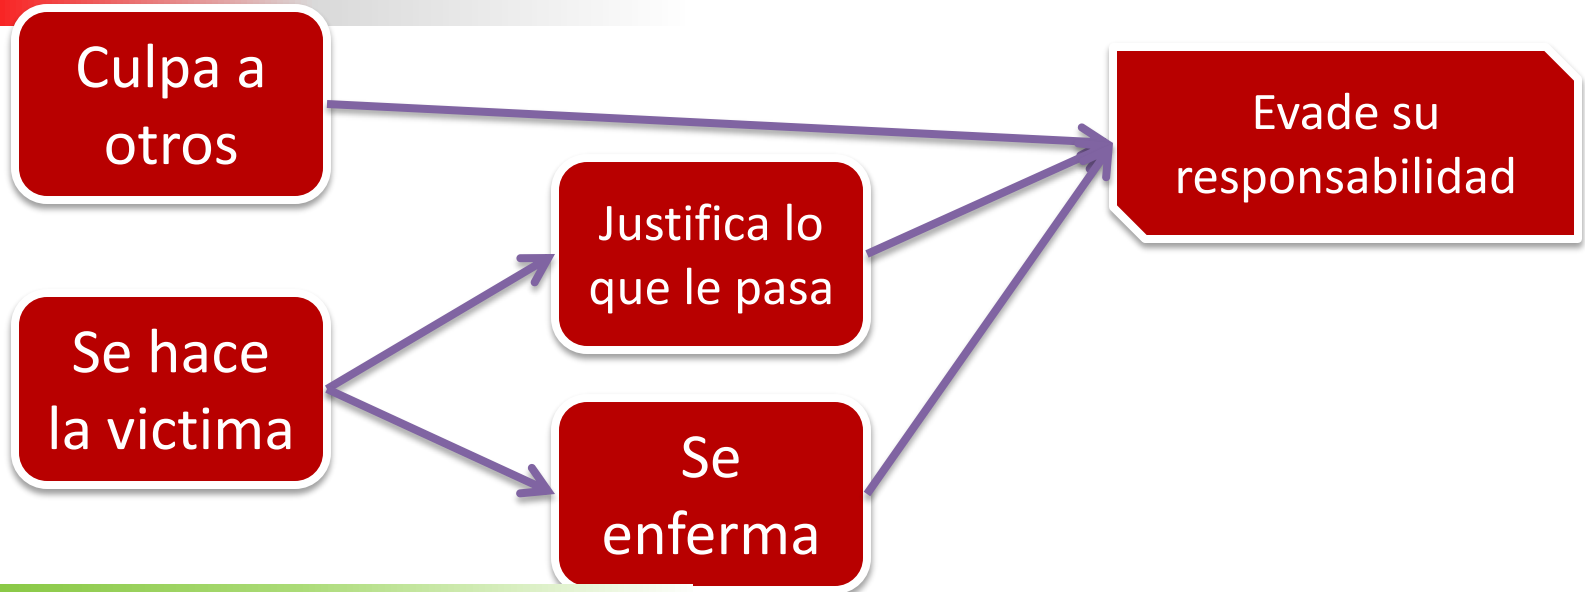 Culpa a
otros
Evade su
responsabilidad
Justifica lo
que le pasa
Se hace
la victima
Se
enferma